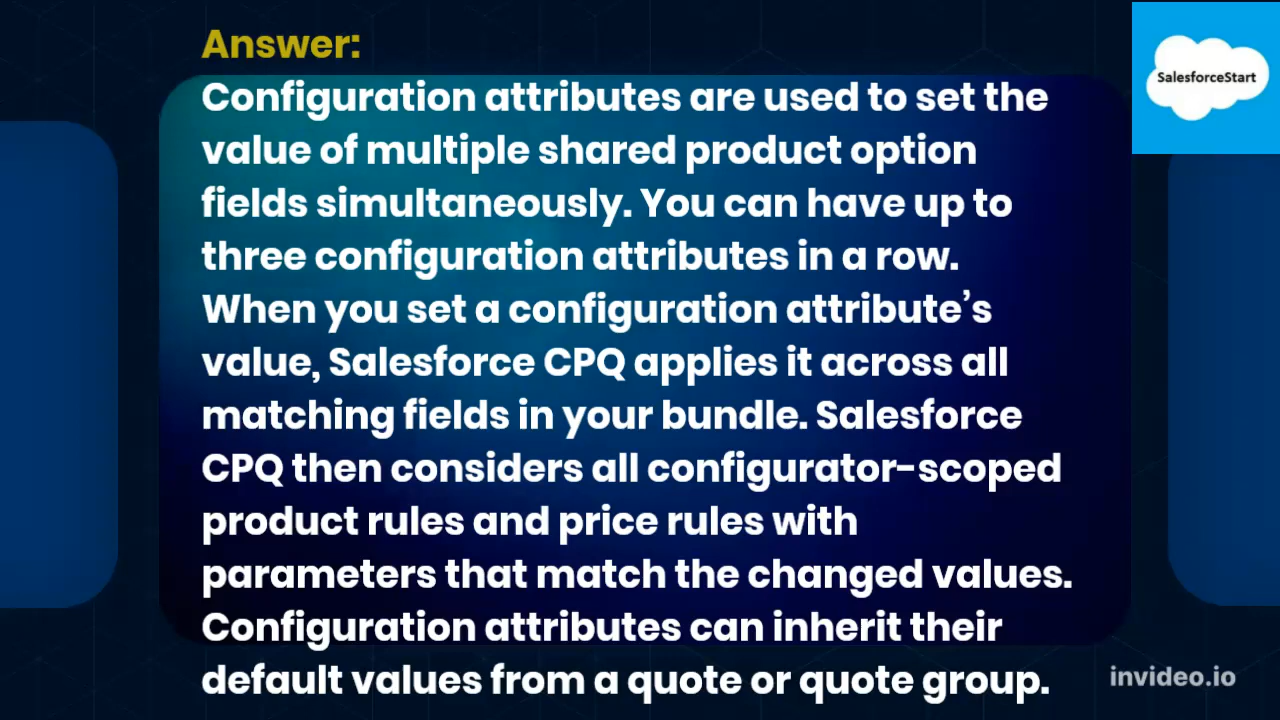 Answer:
SalesforceStart
Configuration attributes are used to set the
value of multiple shared product option
fields simultaneously. You can have up to
three configuration attributes in a row.
When you set a configuration attribute’s
value, Salesforce CPQ applies it across all
matching fields in your bundle. Salesforce
CPQ then considers all configurator-scoped
product rules and price rules with
parameters that match the changed values.
Configuration attributes can inherit their
default values from a quote or quote group.
invideo.io